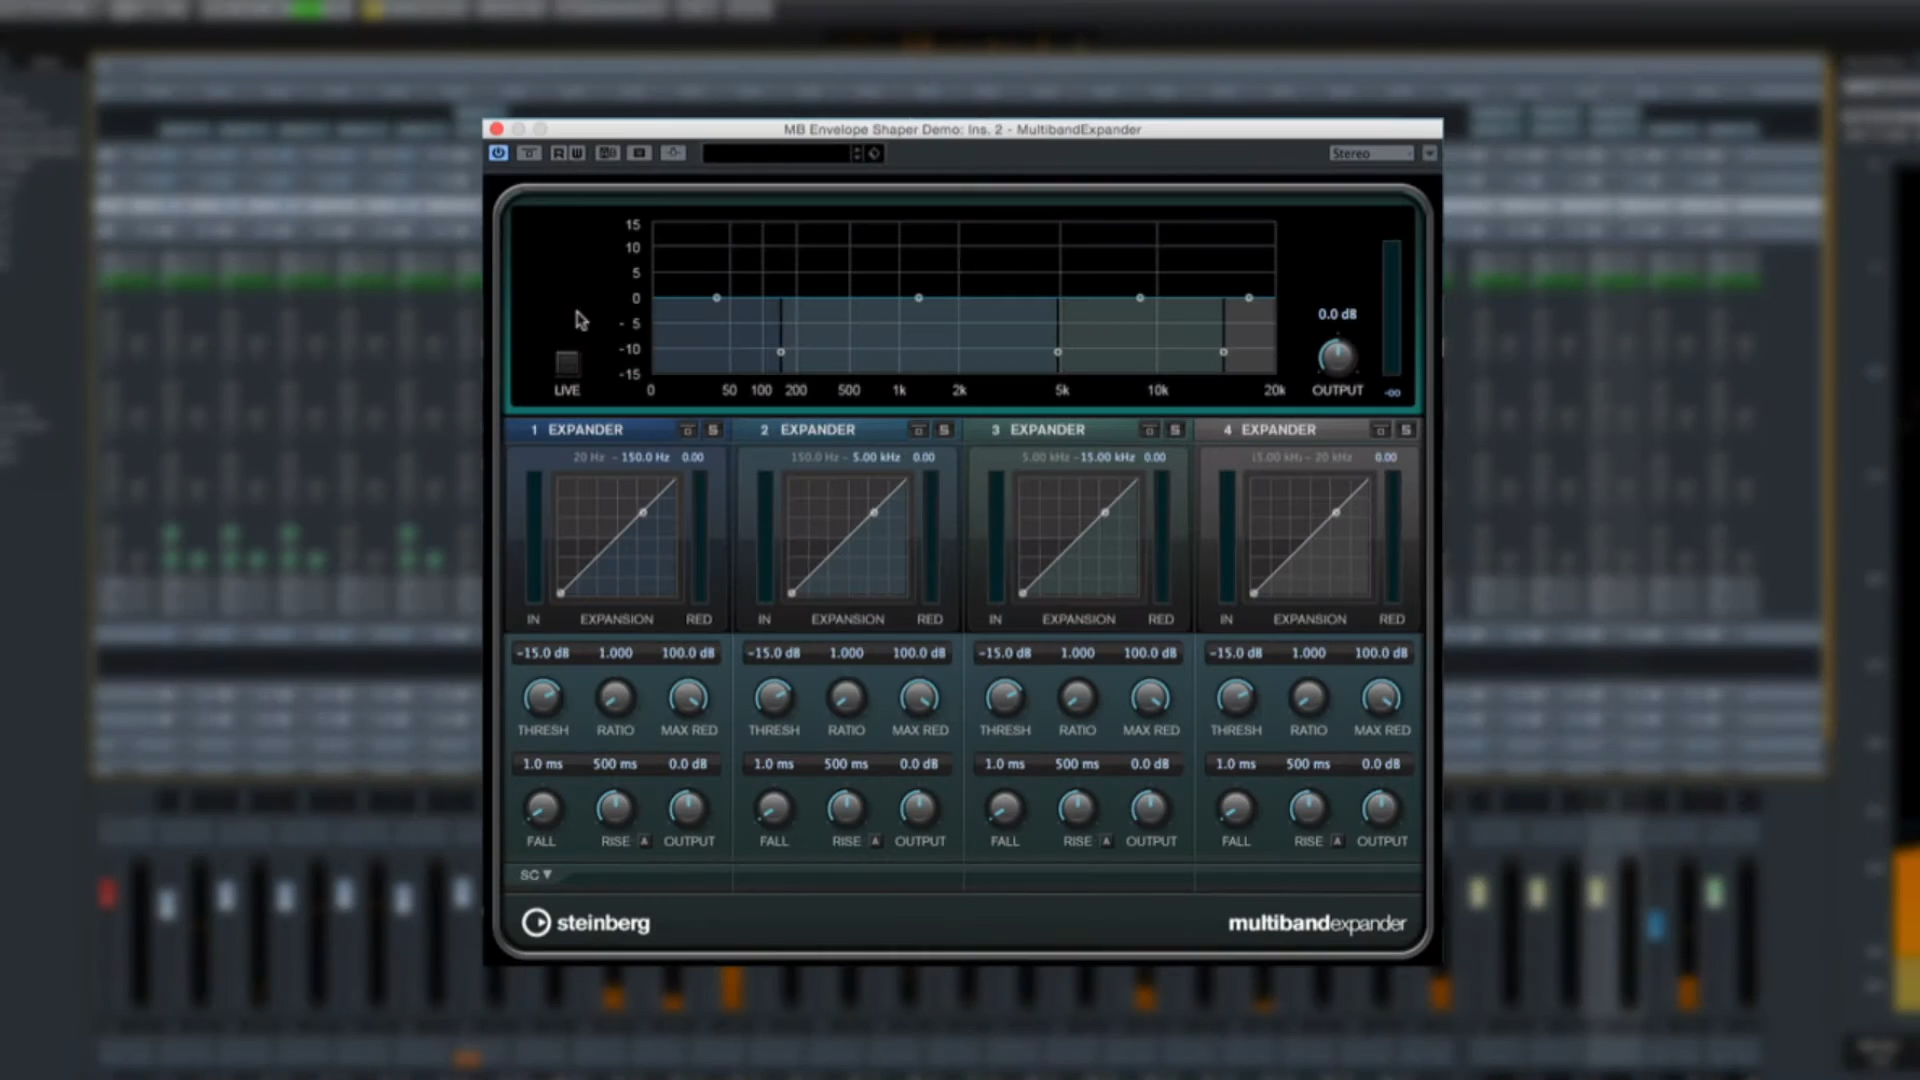 MB Envelope Shaper Demo: Ins. 2 - MultibandExpander
R W Stereo
15
10
5
0
- 5
-10
-15
0 50 100 200 500 1k 2k 5k 10k 20k
LIVE
0.0 dB
OUTPUT
-oo
1 EXPANDER S 2 EXPANDER S 3 EXPANDER S 4 EXPANDER S
20 Hz - 150.0 Hz 0.00 150.0 Hz - 5.00 kHz 0.00 5.00 kHz - 15.00 kHz 0.00 15.00 kHz - 20 kHz 0.00
IN EXPANSION RED IN EXPANSION RED IN EXPANSION RED IN EXPANSION RED
-15.0 dB 1.000 100.0 dB -15.0 dB 1.000 100.0 dB -15.0 dB 1.000 100.0 dB -15.0 dB 1.000 100.0 dB
THRESH RATIO MAX RED THRESH RATIO MAX RED THRESH RATIO MAX RED THRESH RATIO MAX RED
1.0 ms 500 ms 0.0 dB 1.0 ms 500 ms 0.0 dB 1.0 ms 500 ms 0.0 dB 1.0 ms 500 ms 0.0 dB
FALL RISE A OUTPUT FALL RISE A OUTPUT FALL RISE A OUTPUT FALL RISE A OUTPUT
SC ▼
steinberg multibandexpander